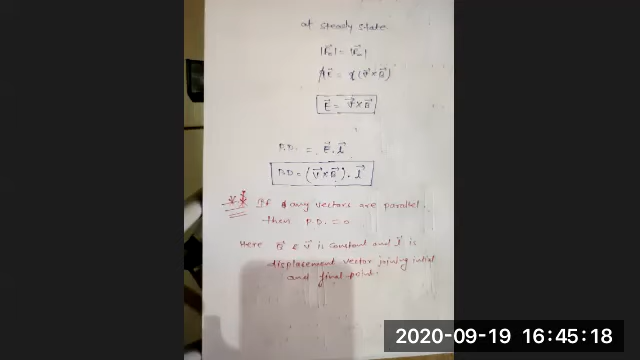 at steady state
|F⃗e| = |F⃗m|
qE⃗ = q(V⃗×B⃗)
E⃗ = V⃗×B⃗
P.D. = E⃗.l⃗
P.D = (V⃗×B⃗).l⃗
If any vectors are parallel.
then P.D. = 0
Here B⃗ & V⃗ is constant and l⃗ is
displacement vector joining initial
and final point.
2020-09-19 16:45:18